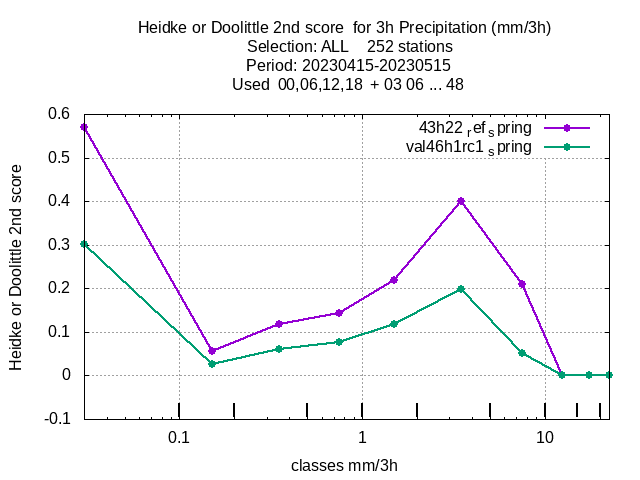 Heidke or Doolittle 2nd score  for 3h Precipitation (mm/3h)
Selection: ALL    252 stations
Period: 20230415-20230515
Used  00,06,12,18  + 03 06 ... 48
0.6
0.5
0.4
0.3
0.2
0.1
0
-0.1
Heidke or Doolittle 2nd score
43h22 ref spring
val46h1rc1 spring
0.1
1
10
classes mm/3h